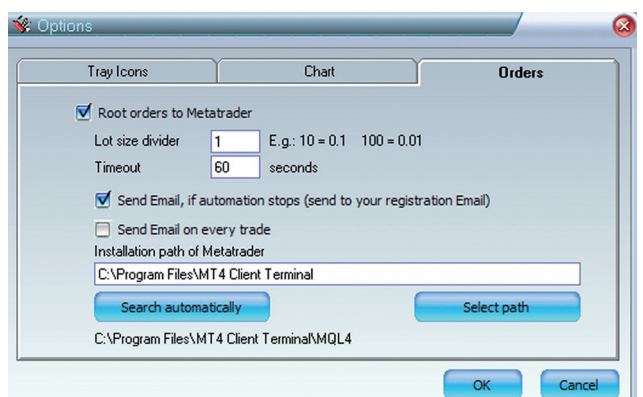 Options
Tray Icons Chart Orders
Root orders to Metatrader
Lot size divider 1 E.g.: 10 = 0.1 100 = 0.01
Timeout 60 seconds
Send Email, if automation stops (send to your registration Email)
Send Email on every trade
Installation path of Metatrader
C:\Program Files\MT4 Client Terminal
Search automatically Select path
C:\Program Files\MT4 Client Terminal\MQL4
OK Cancel